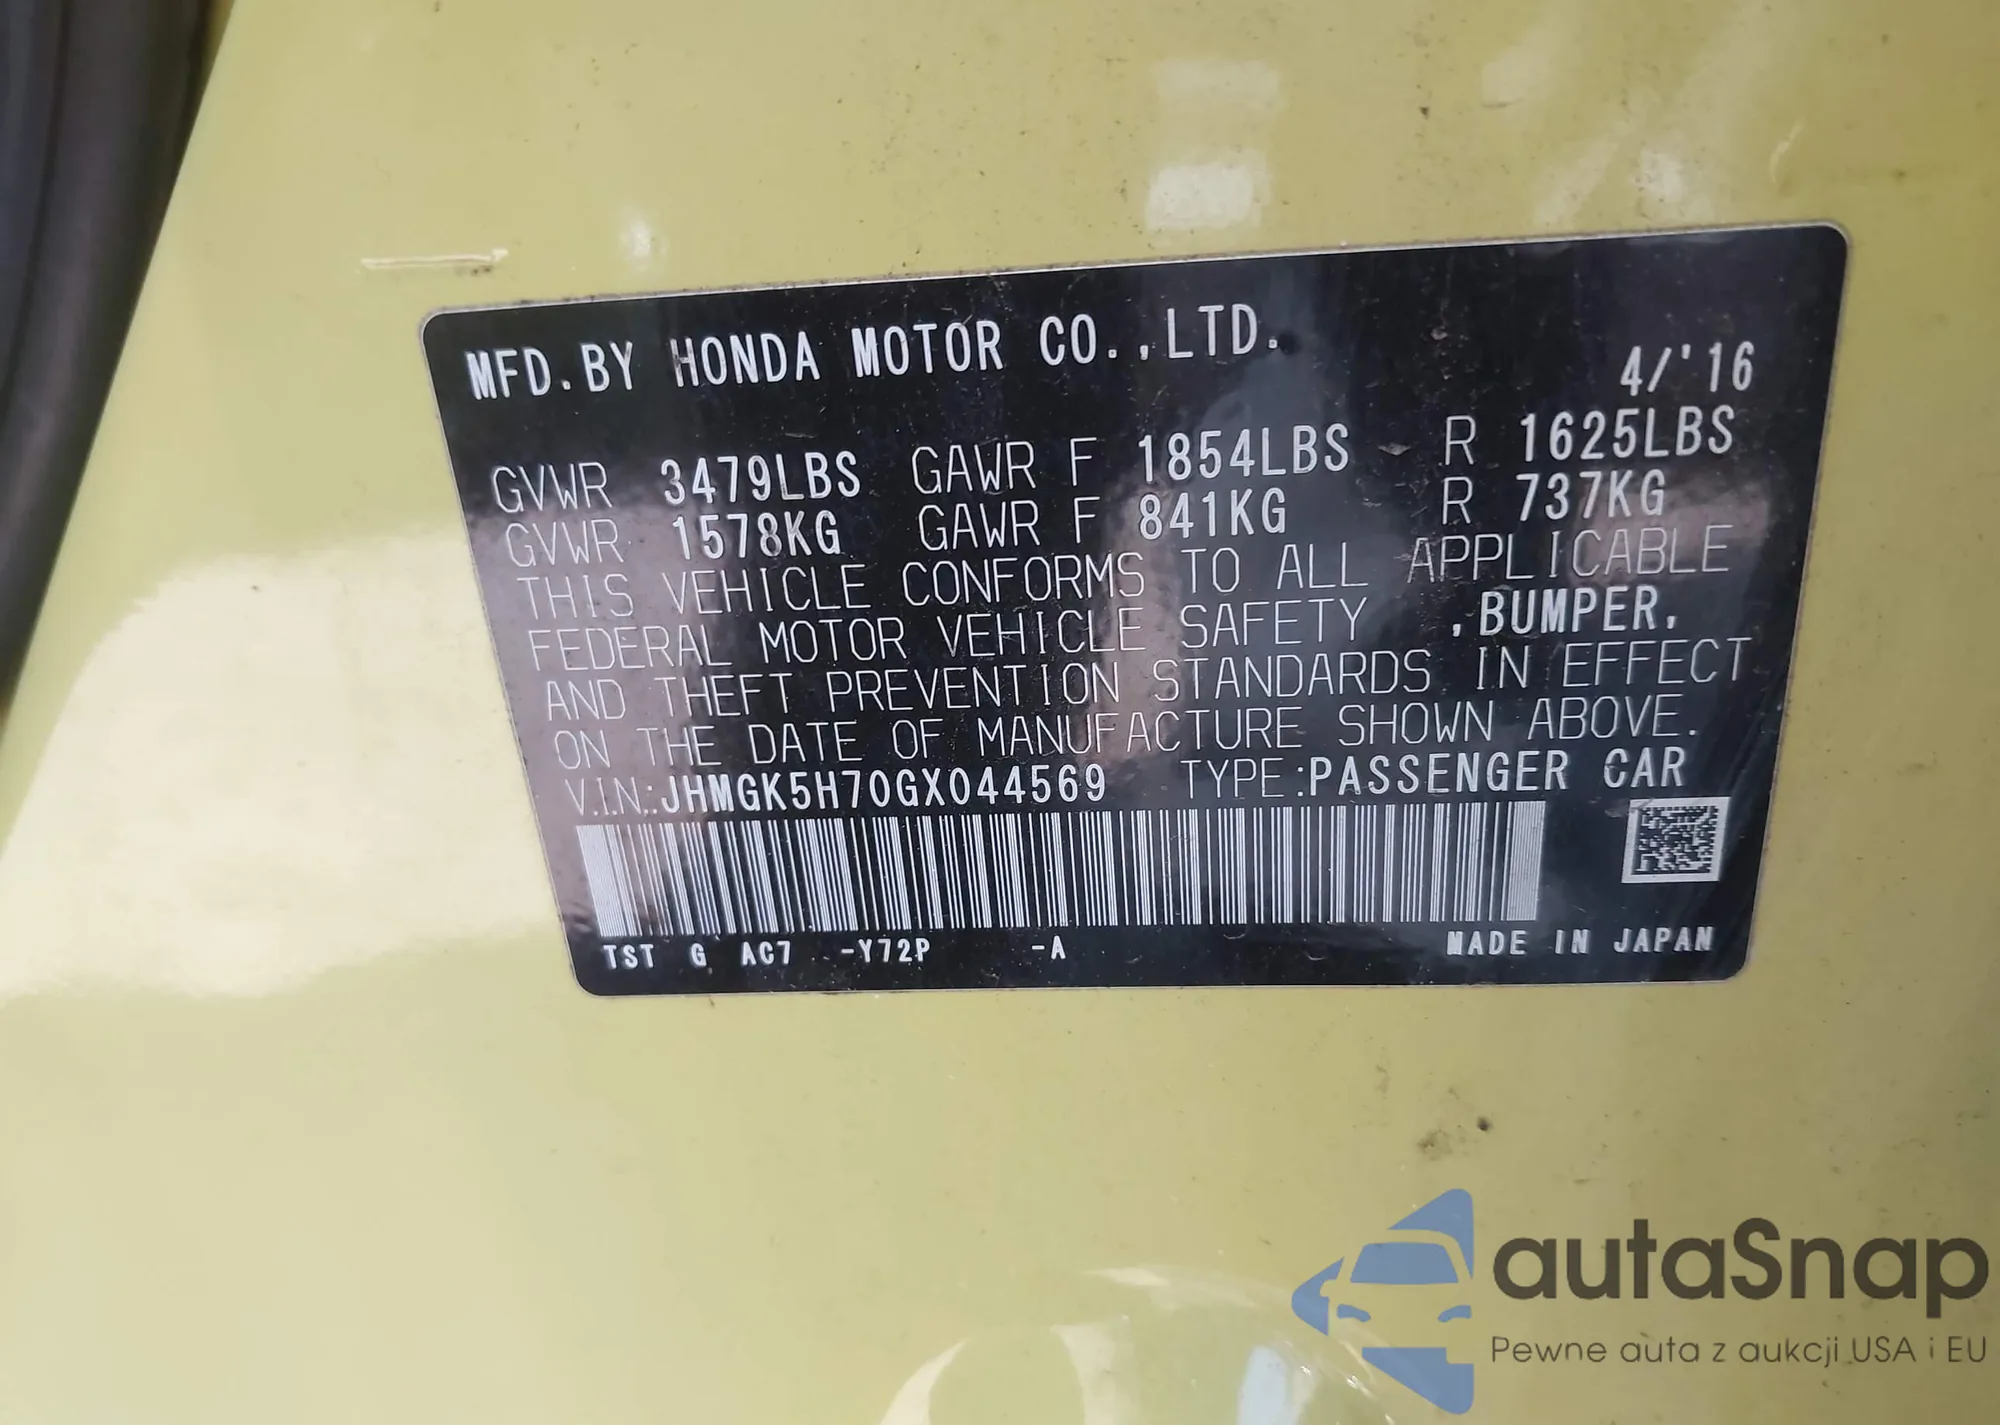 MFD.BY HONDA MOTOR CO.,LTD.
4/'16
GVWR 3479LBS GAWR F 1854LBS R 1625LBS
GVWR 1578KG GAWR F 841KG R 737KG
THIS VEHICLE CONFORMS TO ALL APPLICABLE
FEDERAL MOTOR VEHICLE SAFETY ,BUMPER,
AND THEFT PREVENTION STANDARDS IN EFFECT
ON THE DATE OF MANUFACTURE SHOWN ABOVE.
V.I.N.:JHMGK5H70GX044569 TYPE:PASSENGER CAR
TST G AC7 -Y72P -A MADE IN JAPAN
autaSnap
Pewne auta z aukcji USA i EU